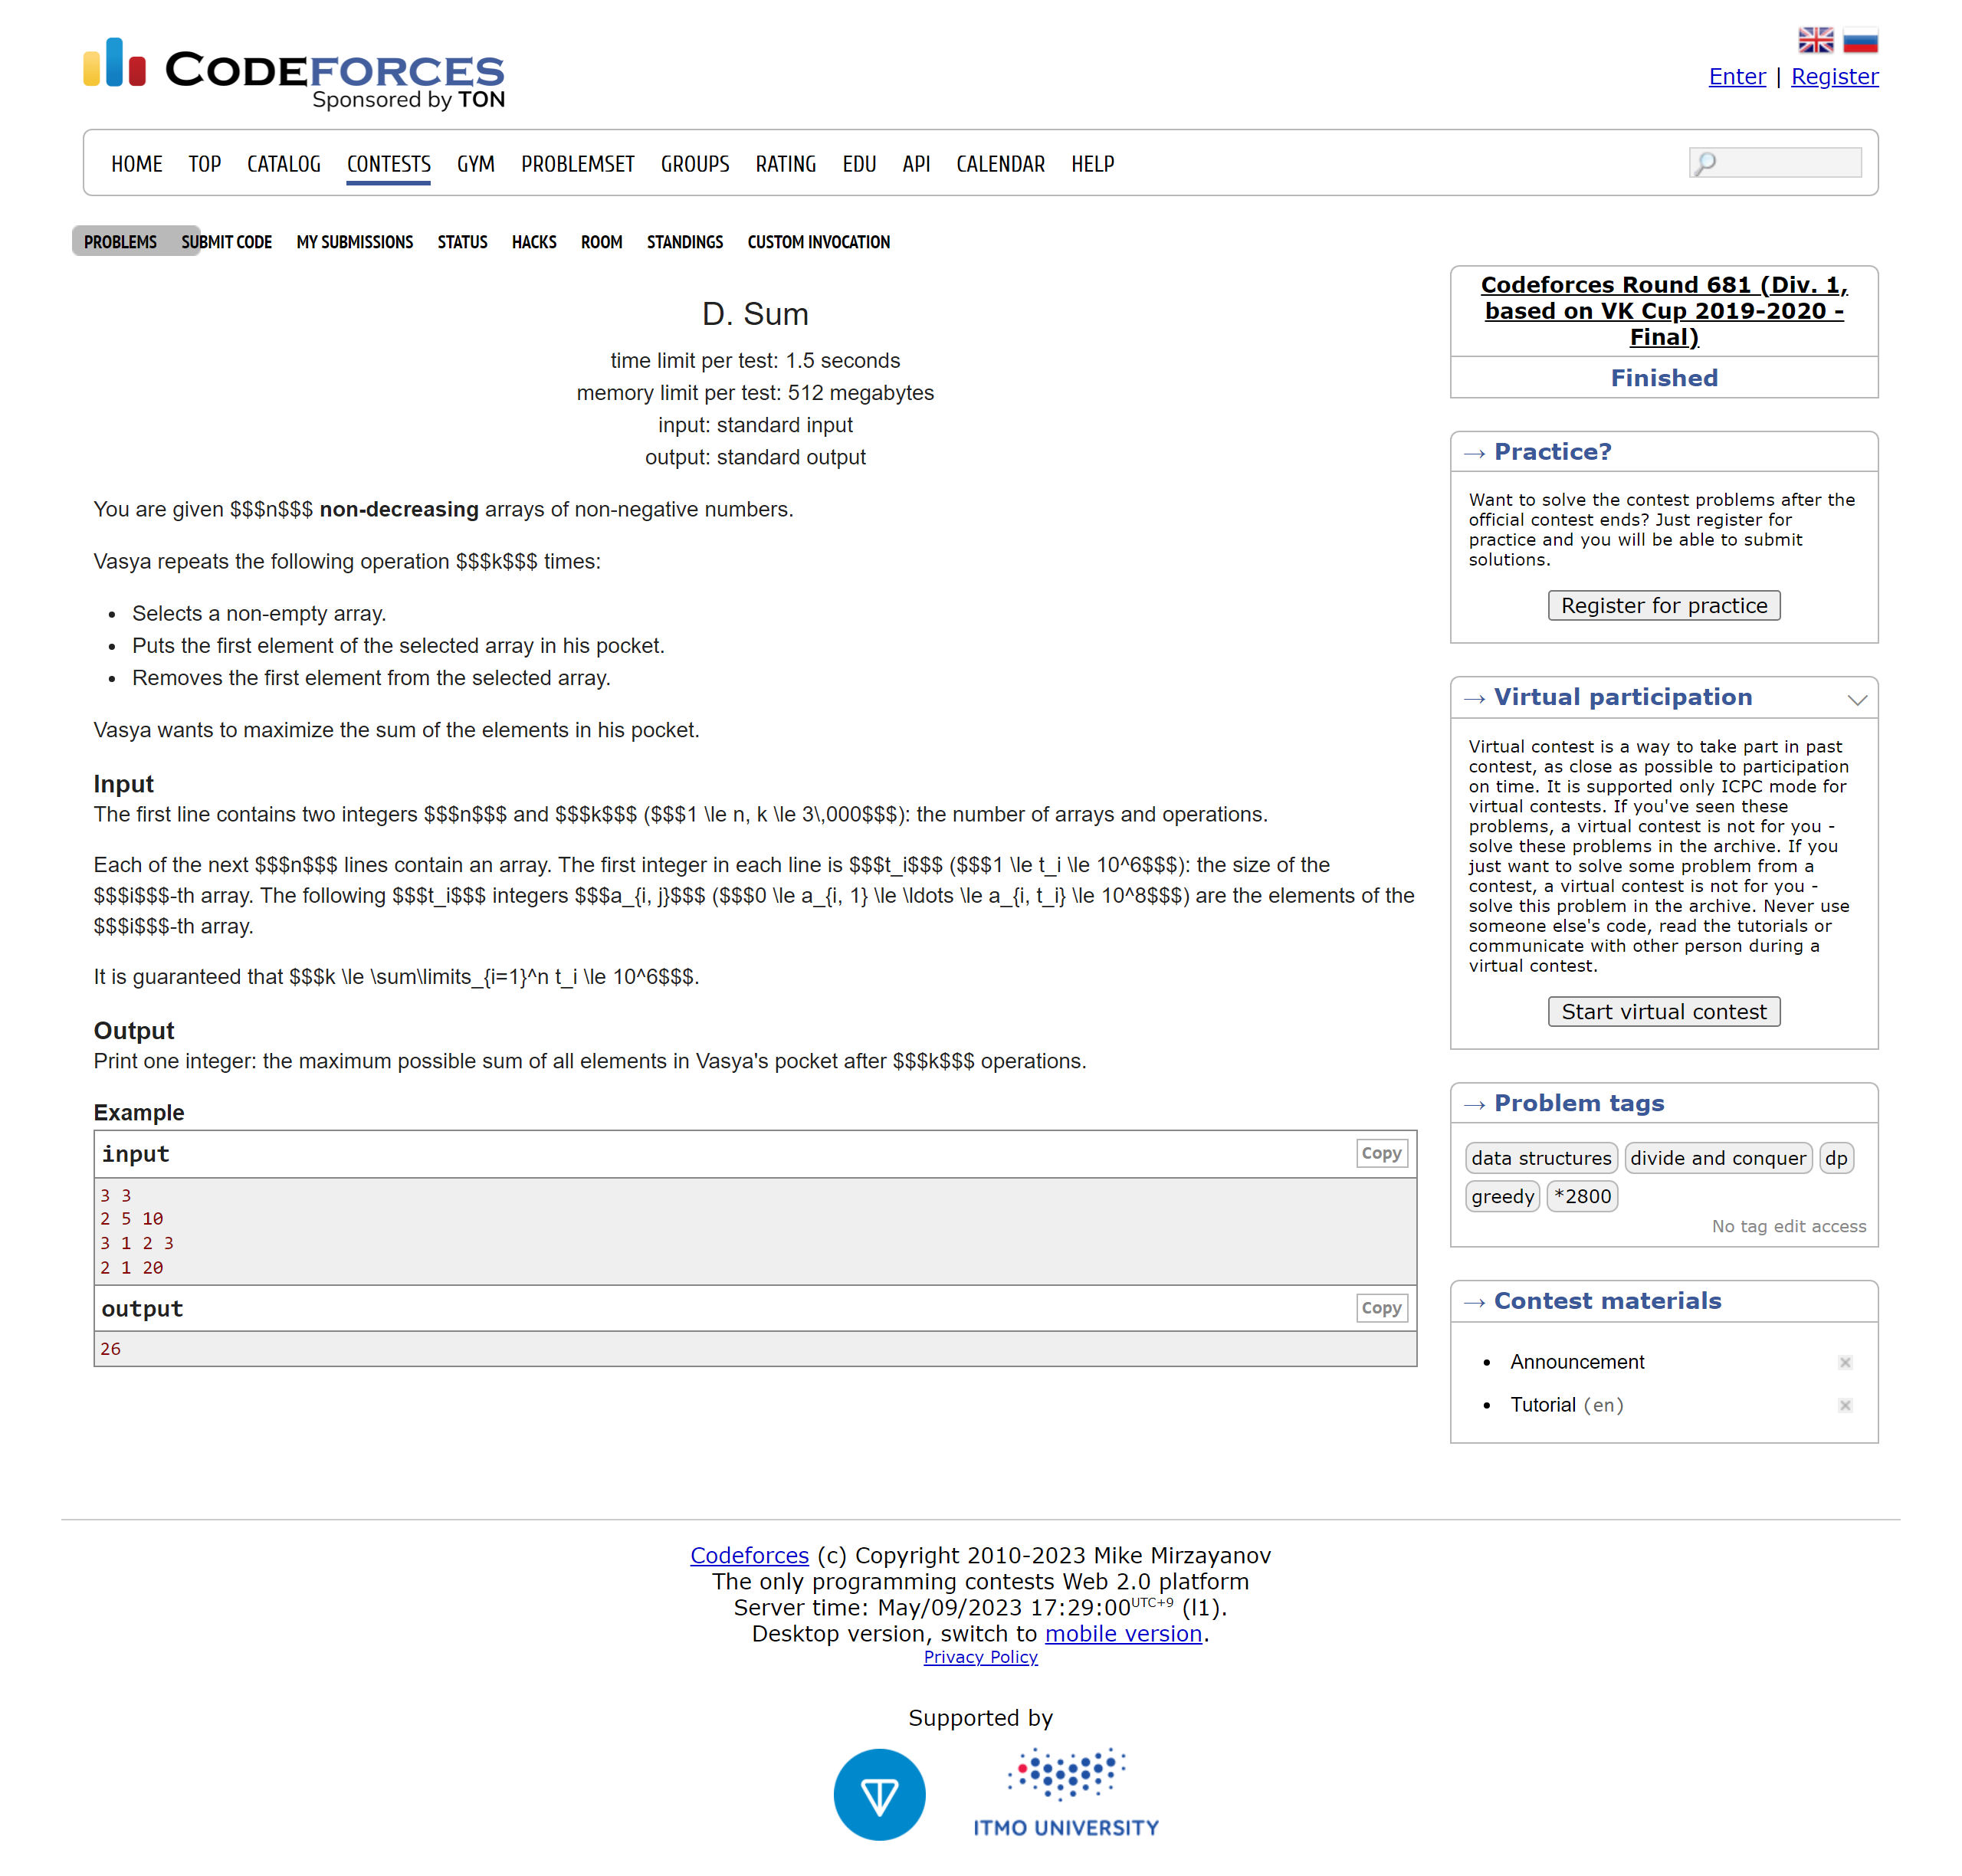 CODEFORCES
Sponsored by TON
Enter | Register
HOME TOP CATALOG CONTESTS GYM PROBLEMSET GROUPS RATING EDU API CALENDAR HELP
PROBLEMS SUBMIT CODE MY SUBMISSIONS STATUS HACKS ROOM STANDINGS CUSTOM INVOCATION
D. Sum
time limit per test: 1.5 seconds
memory limit per test: 512 megabytes
input: standard input
output: standard output
You are given $$$n$$$ non-decreasing arrays of non-negative numbers.
Vasya repeats the following operation $$$k$$$ times:
• Selects a non-empty array.
• Puts the first element of the selected array in his pocket.
• Removes the first element from the selected array.
Vasya wants to maximize the sum of the elements in his pocket.
Input
The first line contains two integers $$$n$$$ and $$$k$$$ ($$$1 \le n, k \le 3\,000$$$): the number of arrays and operations.
Each of the next $$$n$$$ lines contain an array. The first integer in each line is $$$t_i$$$ ($$$1 \le t_i \le 10^6$$$): the size of the
$$$i$$$-th array. The following $$$t_i$$$ integers $$$a_{i, j}$$$ ($$$0 \le a_{i, 1} \le \ldots \le a_{i, t_i} \le 10^8$$$) are the elements of the
$$$i$$$-th array.
It is guaranteed that $$$k \le \sum\limits_{i=1}^n t_i \le 10^6$$$.
Output
Print one integer: the maximum possible sum of all elements in Vasya's pocket after $$$k$$$ operations.
Example
input
Copy
3 3
2 5 10
3 1 2 3
2 1 20
output
Copy
26
Codeforces Round 681 (Div. 1,
based on VK Cup 2019-2020 -
Final)
Finished
→ Practice?
Want to solve the contest problems after the
official contest ends? Just register for
practice and you will be able to submit
solutions.
Register for practice
→ Virtual participation
Virtual contest is a way to take part in past
contest, as close as possible to participation
on time. It is supported only ICPC mode for
virtual contests. If you've seen these
problems, a virtual contest is not for you -
solve these problems in the archive. If you
just want to solve some problem from a
contest, a virtual contest is not for you -
solve this problem in the archive. Never use
someone else's code, read the tutorials or
communicate with other person during a
virtual contest.
Start virtual contest
→ Problem tags
data structures divide and conquer dp
greedy *2800
No tag edit access
→ Contest materials
• Announcement
• Tutorial (en)
Codeforces (c) Copyright 2010-2023 Mike Mirzayanov
The only programming contests Web 2.0 platform
Server time: May/09/2023 17:29:00UTC+9 (l1).
Desktop version, switch to mobile version.
Privacy Policy
Supported by
ITMO UNIVERSITY